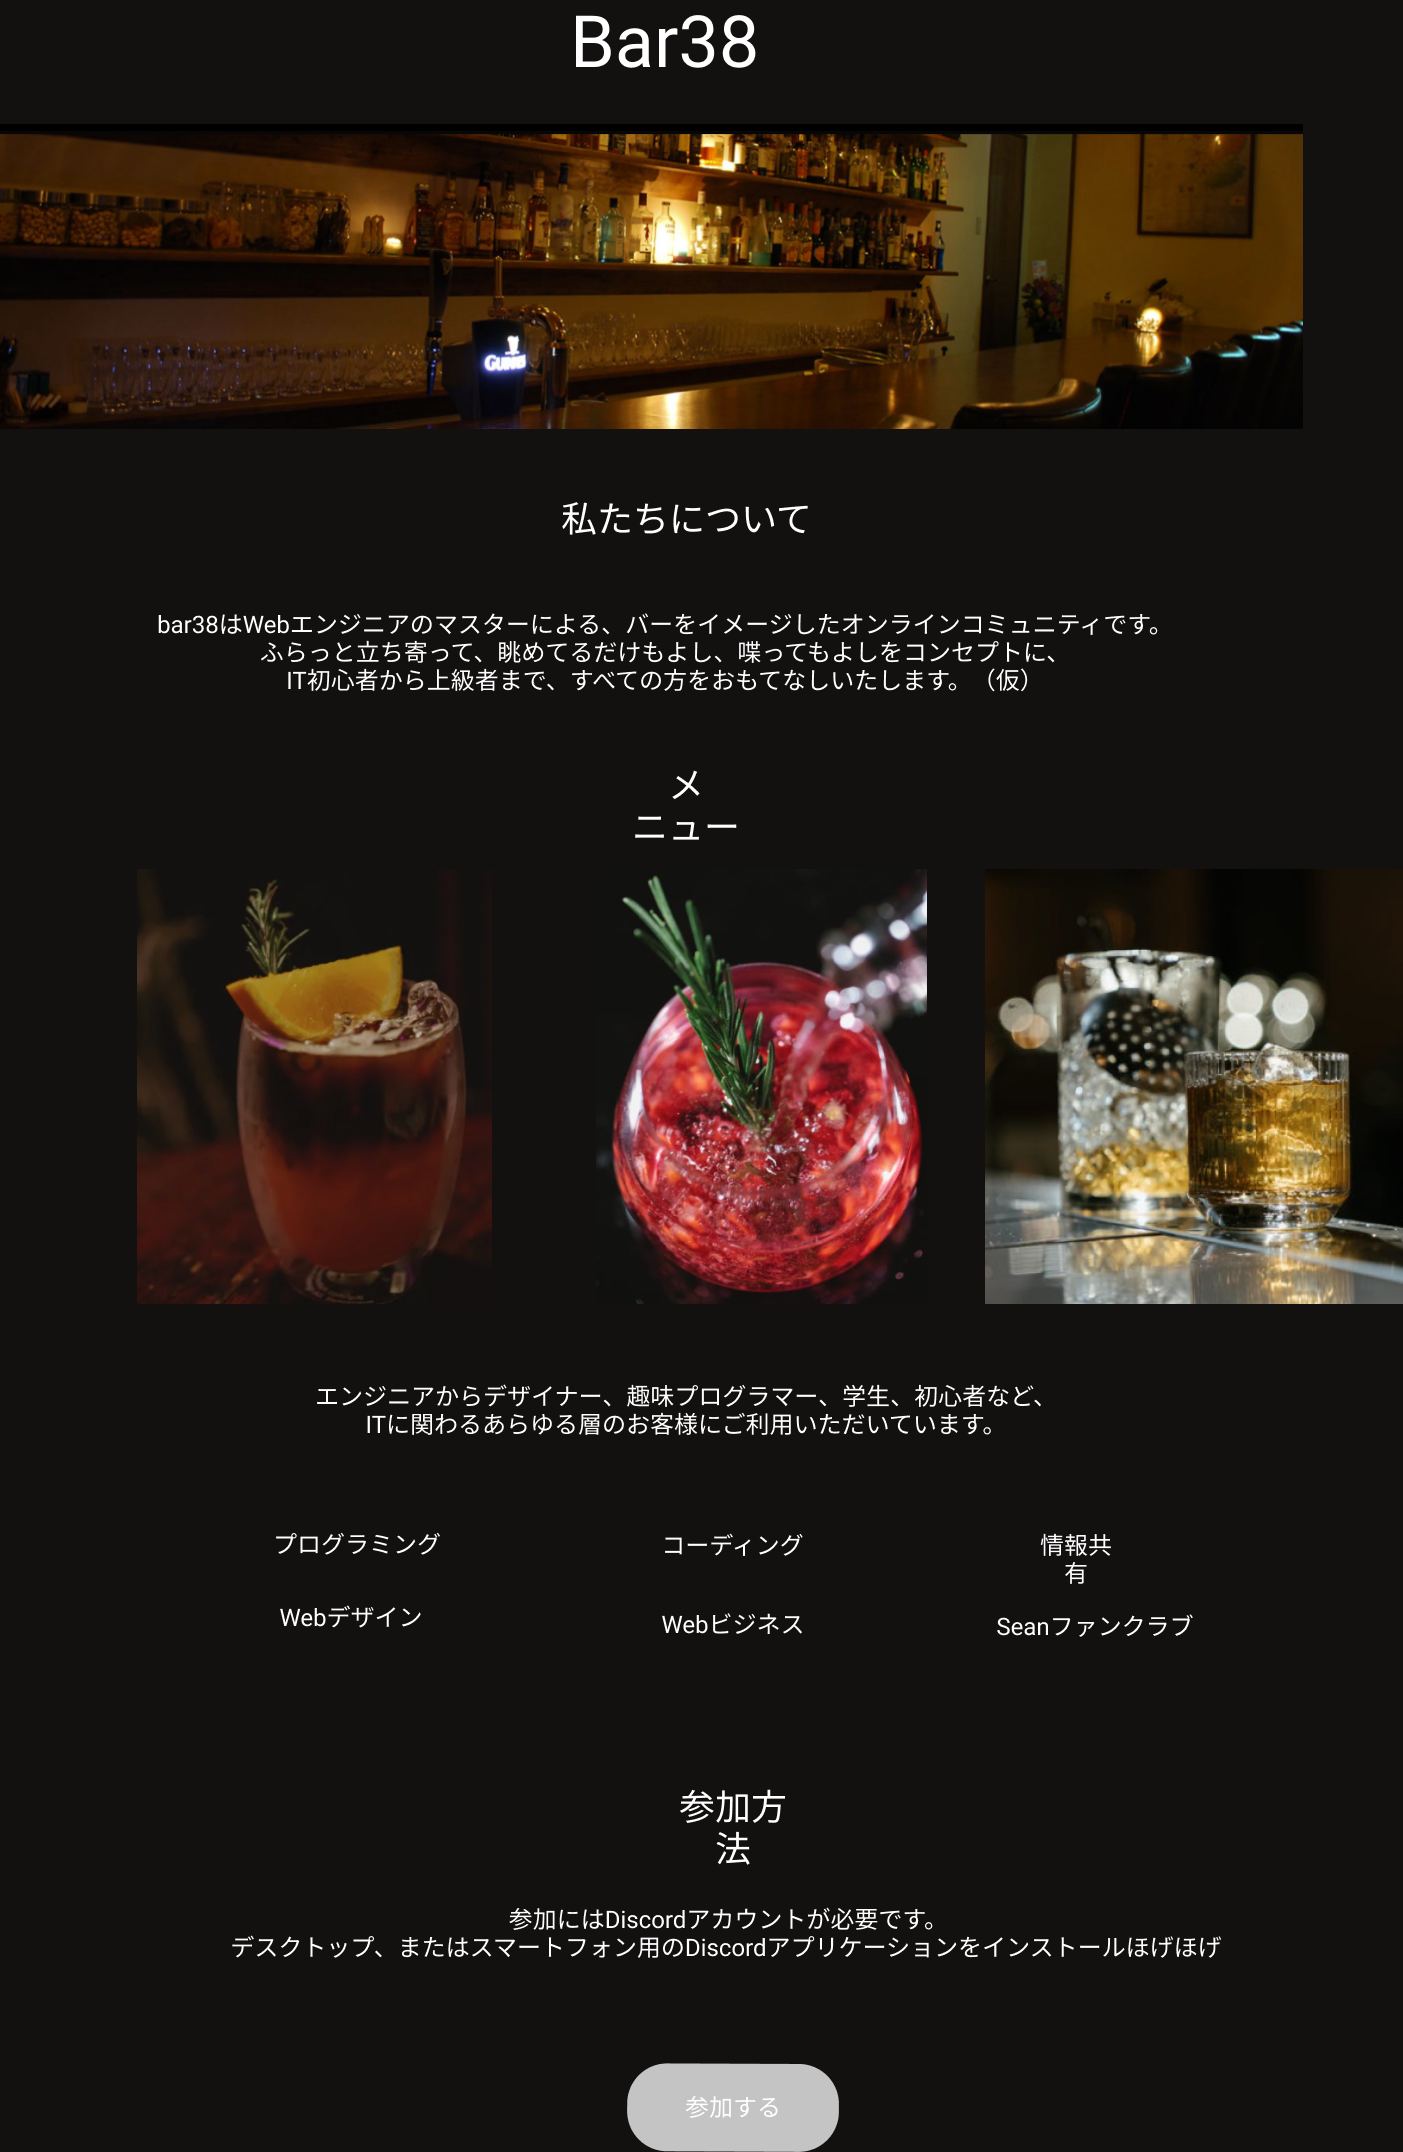 Bar38
GUINNESS
私たちについて
bar38はWebエンジニアのマスターによる、バーをイメージしたオンラインコミュニティです。
ふらっと立ち寄って、眺めてるだけもよし、喋ってもよしをコンセプトに、
IT初心者から上級者まで、すべての方をおもてなしいたします。（仮）
メ
ニュー
エンジニアからデザイナー、趣味プログラマー、学生、初心者など、
ITに関わるあらゆる層のお客様にご利用いただいています。
プログラミング
コーディング
情報共
有
Webデザイン
Webビジネス
Seanファンクラブ
参加方
法
参加にはDiscordアカウントが必要です。
デスクトップ、またはスマートフォン用のDiscordアプリケーションをインストールほげほげ
参加する